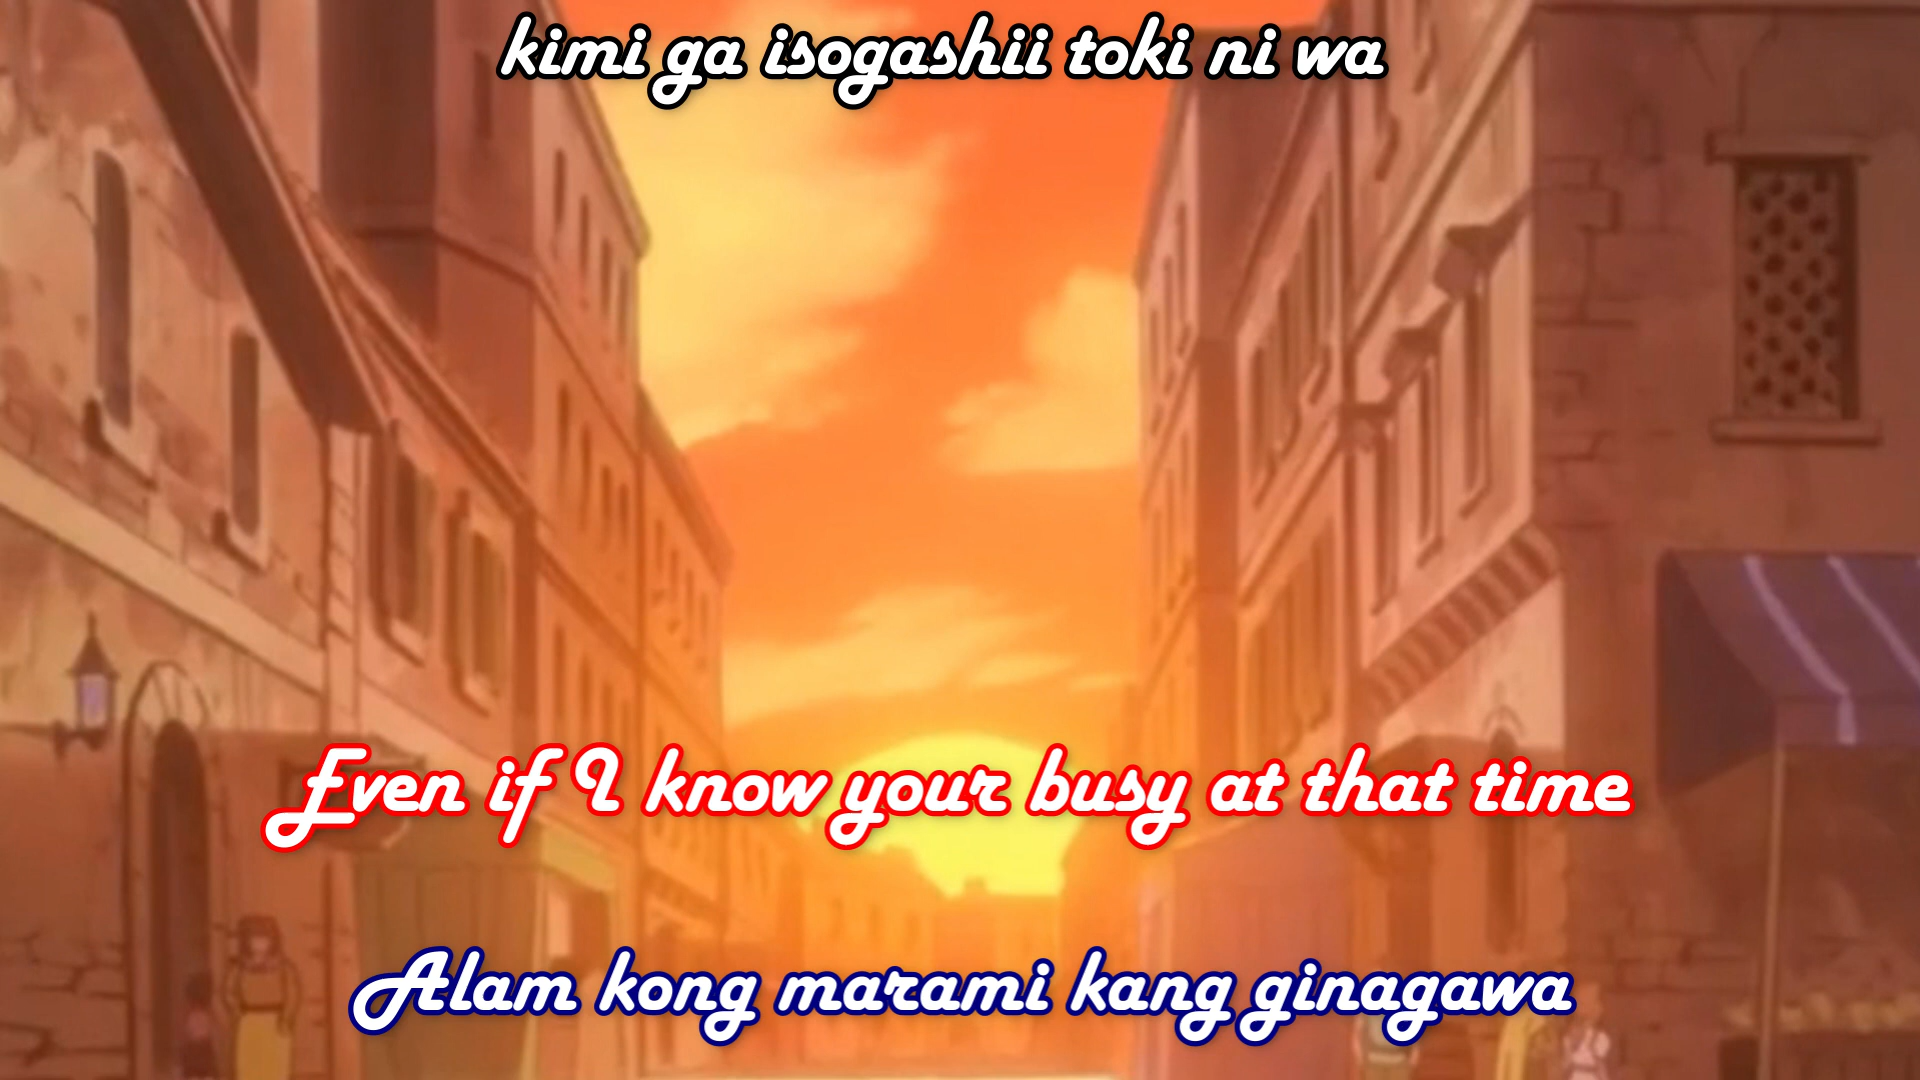 kimi ga isogashii toki ni wa
Even if I know your busy at that time
Alam kong marami kang ginagawa